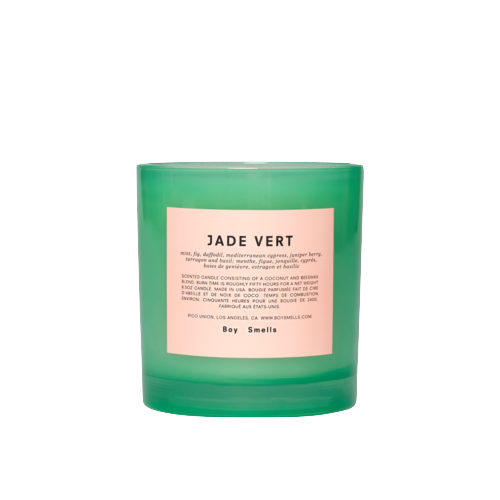 JADE VERT
mint, fig, daffodil, mediterranean cypress, juniper berry,
tarragon and basil: menthe, figue, jonquille, cyprès,
baies de genièvre, estragon et basilic
SCENTED CANDLE CONSISTING OF A COCONUT AND BEESWAX
BLEND. BURN TIME IS ROUGHLY FIFTY HOURS FOR A NET WEIGHT
8.5OZ CANDLE. MADE IN USA. BOUGIE PARFUMÉE FAIT DE CIRE
D'ABEILLE ET DE NOIR DE COCO. TEMPS DE COMBUSTION
ENVIRON: CINQUANTE HEURES POUR UNE BOUGIE DE 240G.
FABRIQUÉ AUX ÉTATS-UNIS.
PICO UNION, LOS ANGELES, CA. WWW.BOYSMELLS.COM
Boy Smells